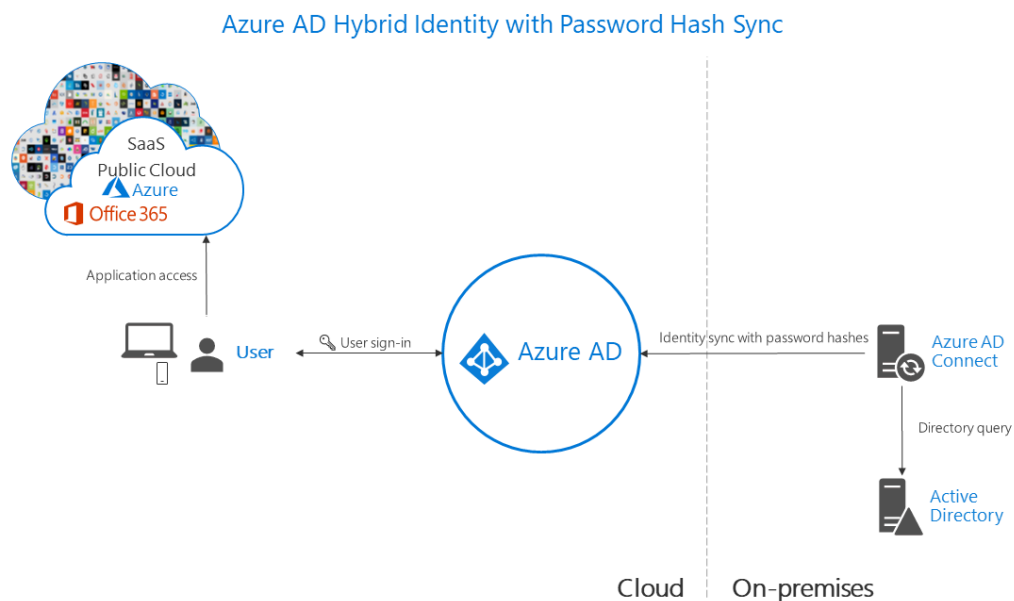 Azure AD Hybrid Identity with Password Hash Sync
SaaS
Public Cloud
Azure
Office 365
Application access
User
User sign-in
Azure AD
Identity sync with password hashes
Azure AD
Connect
Directory query
Active
Directory
Cloud
On-premises